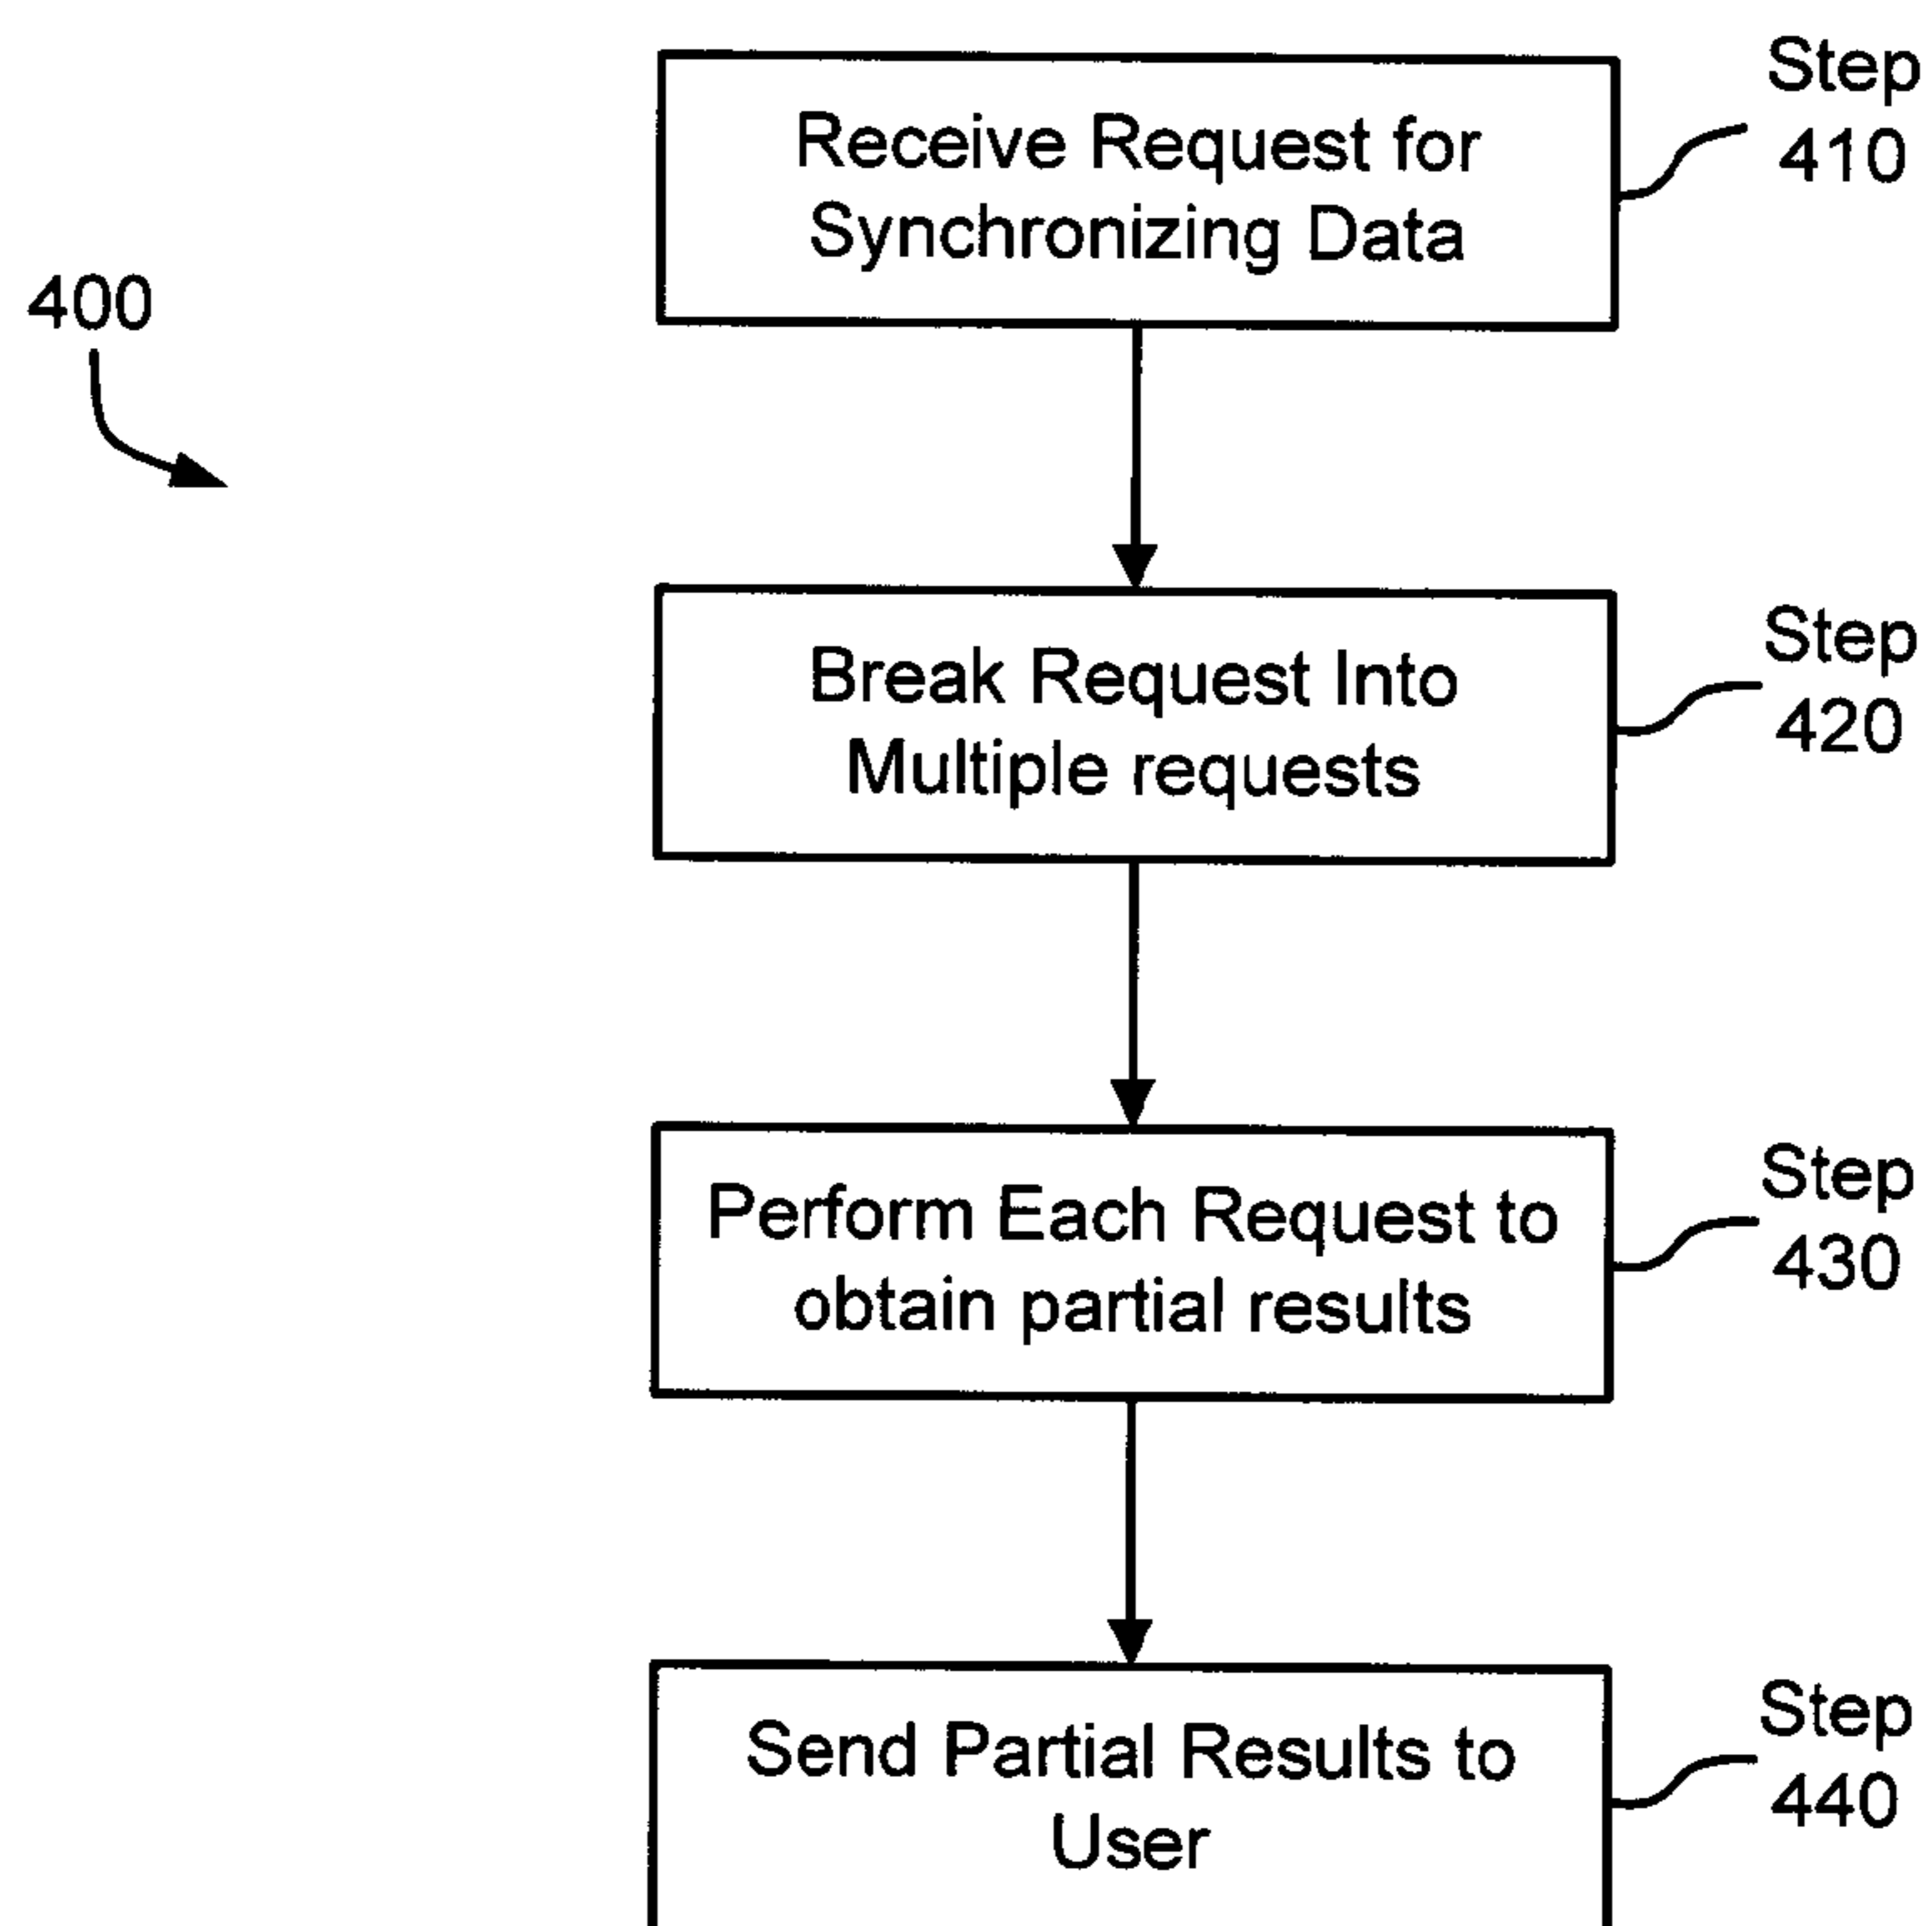 Step
410
Receive Request for
Synchronizing Data
400
Step
420
Break Request Into
Multiple requests
Step
430
Perform Each Request to
obtain partial results
Step
440
Send Partial Results to
User